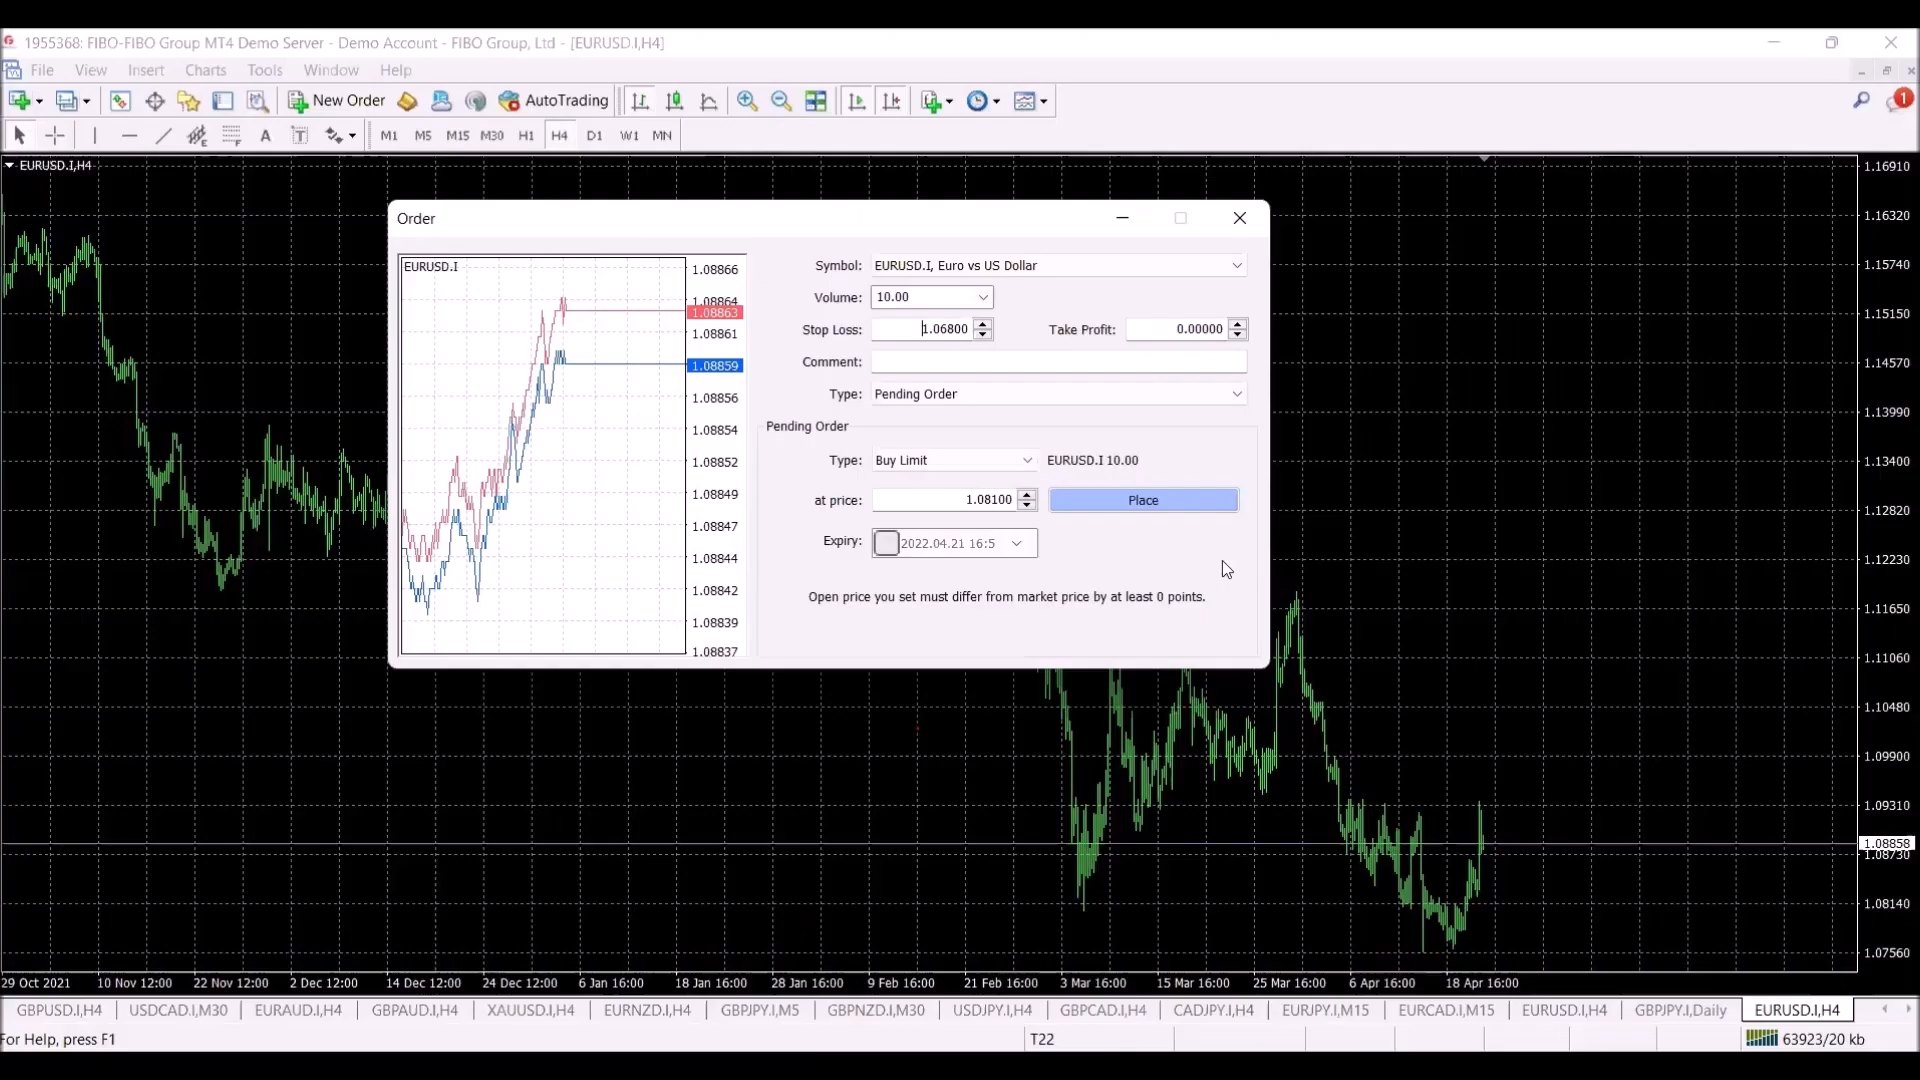 1955368: FIBO-FIBO Group MT4 Demo Server - Demo Account - FIBO Group, Ltd - [EURUSD.I,H4]
File View Insert Charts Tools Window Help
New Order AutoTrading 1
A T M1 M5 M15 M30 H1 H4 D1 W1 MN
EURUSD.I,H4
1.16910
1.16320
1.15740
1.15150
1.14570
1.13990
1.13400
1.12820
1.12230
1.11650
1.11060
1.10480
1.09900
1.09310
1.08858
1.08730
1.08140
1.07560
Order
EURUSD.I
1.08866
1.08864
1.08863
1.08861
1.08859
1.08856
1.08854
1.08852
1.08849
1.08847
1.08844
1.08842
1.08839
1.08837
Symbol: EURUSD.I, Euro vs US Dollar
Volume: 10.00
Stop Loss: 1.06800 Take Profit: 0.00000
Comment:
Type: Pending Order
Pending Order
Type: Buy Limit EURUSD.I 10.00
at price: 1.08100 Place
Expiry: 2022.04.21 16:5
Open price you set must differ from market price by at least 0 points.
29 Oct 2021 10 Nov 12:00 22 Nov 12:00 2 Dec 12:00 14 Dec 12:00 24 Dec 12:00 6 Jan 16:00 18 Jan 16:00 28 Jan 16:00 9 Feb 16:00 21 Feb 16:00 3 Mar 16:00 15 Mar 16:00 25 Mar 16:00 6 Apr 16:00 18 Apr 16:00
GBPUSD.I,H4 USDCAD.I,M30 EURAUD.I,H4 GBPAUD.I,H4 XAUUSD.I,H4 EURNZD.I,H4 GBPJPY.I,M5 GBPNZD.I,M30 USDJPY.I,H4 GBPCAD.I,H4 CADJPY.I,H4 EURJPY.I,M15 EURCAD.I,M15 EURUSD.I,H4 GBPJPY.I,Daily EURUSD.I,H4
For Help, press F1 T22 63923/20 kb